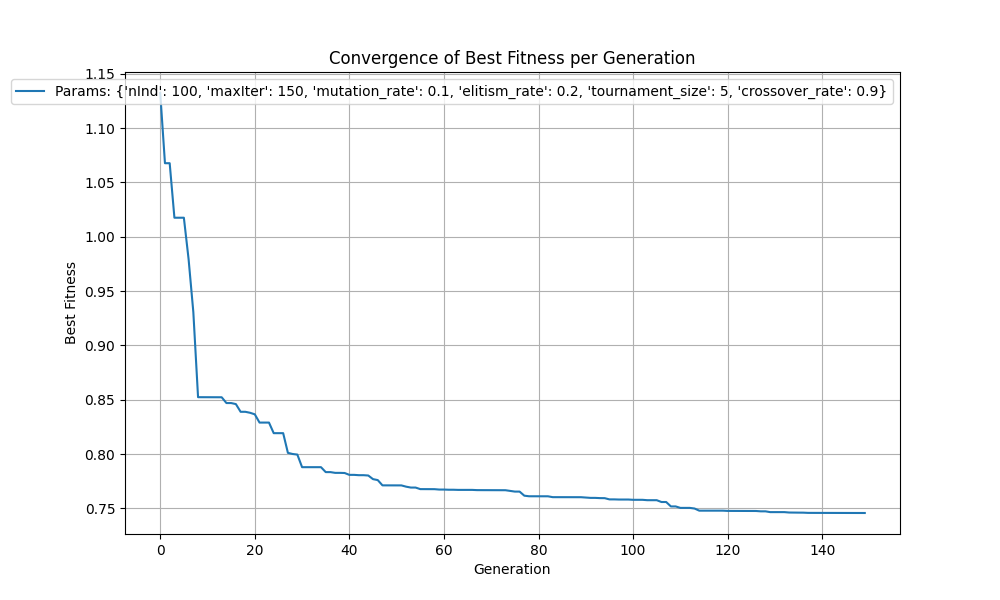 Convergence of Best Fitness per Generation
Params: {'nInd': 100, 'maxIter': 150, 'mutation_rate': 0.1, 'elitism_rate': 0.2, 'tournament_size': 5, 'crossover_rate': 0.9}
Best Fitness
1.15
1.10
1.05
1.00
0.95
0.90
0.85
0.80
0.75
0 20 40 60 80 100 120 140
Generation